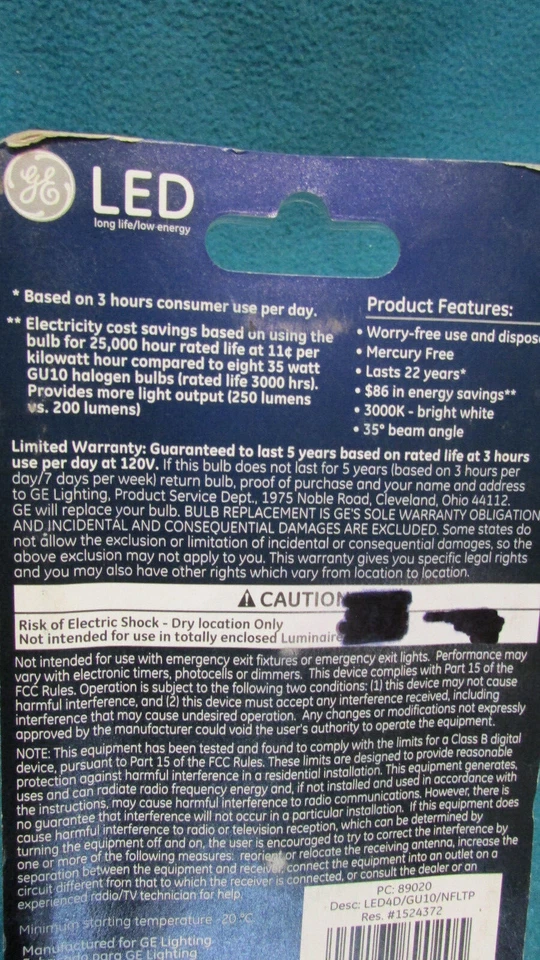 GE LED
long life/low energy
* Based on 3 hours consumer use per day.
** Electricity cost savings based on using the
bulb for 25,000 hour rated life at 11¢ per
kilowatt hour compared to eight 35 watt
GU10 halogen bulbs (rated life 3000 hrs).
Provides more light output (250 lumens
vs. 200 lumens)
Product Features:
• Worry-free use and dispos
• Mercury Free
• Lasts 22 years*
• $86 in energy savings**
• 3000K - bright white
• 35° beam angle
Limited Warranty: Guaranteed to last 5 years based on rated life at 3 hours
use per day at 120V. If this bulb does not last for 5 years (based on 3 hours per
day/7 days per week) return bulb, proof of purchase and your name and address
to GE Lighting, Product Service Dept., 1975 Noble Road, Cleveland, Ohio 44112.
GE will replace your bulb. BULB REPLACEMENT IS GE'S SOLE WARRANTY OBLIGATION
AND INCIDENTAL AND CONSEQUENTIAL DAMAGES ARE EXCLUDED. Some states do
not allow the exclusion or limitation of incidental or consequential damages, so the
above exclusion may not apply to you. This warranty gives you specific legal rights
and you may also have other rights which vary from location to location.
⚠ CAUTION
Risk of Electric Shock - Dry location Only
Not intended for use in totally enclosed Luminaire
Not intended for use with emergency exit fixtures or emergency exit lights. Performance may
vary with electronic timers, photocells or dimmers. This device complies with Part 15 of the
FCC Rules. Operation is subject to the following two conditions: (1) this device may not cause
harmful interference, and (2) this device must accept any interference received, including
interference that may cause undesired operation. Any changes or modifications not expressly
approved by the manufacturer could void the user's authority to operate the equipment.
NOTE: This equipment has been tested and found to comply with the limits for a Class B digital
device, pursuant to Part 15 of the FCC Rules. These limits are designed to provide reasonable
protection against harmful interference in a residential installation. This equipment generates,
uses and can radiate radio frequency energy and, if not installed and used in accordance with
the instructions, may cause harmful interference to radio communications. However, there is
no guarantee that interference will not occur in a particular installation. If this equipment does
cause harmful interference to radio or television reception, which can be determined by
turning the equipment off and on, the user is encouraged to try to correct the interference by
one or more of the following measures: reorient or relocate the receiving antenna, increase the
separation between the equipment and receiver, connect the equipment into an outlet on a
circuit different from that to which the receiver is connected, or consult the dealer or an
experienced radio/TV technician for help.
Minimum starting temperature -20 °C
Manufactured for GE Lighting
para GE Lighting
PC: 89020
Desc: LED4D/GU10/NFLTP
Res. #1524372